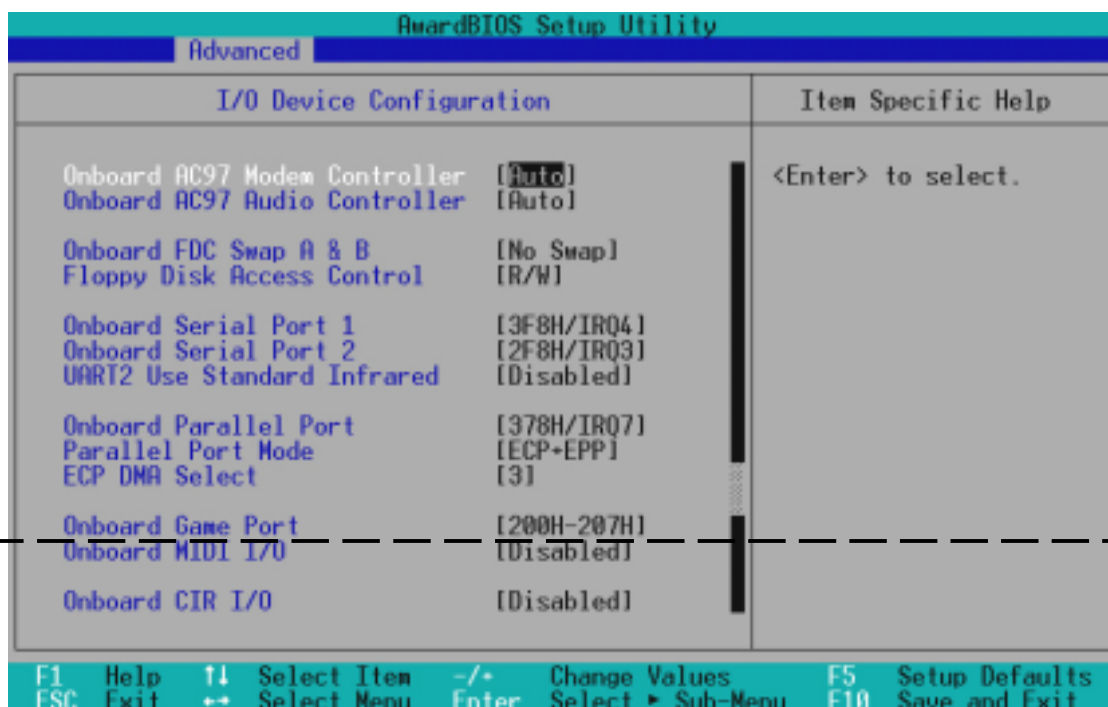 AwardBIOS Setup Utility
Advanced
I/O Device Configuration
Item Specific Help
Onboard AC97 Modem Controller [Auto]
<Enter> to select.
Onboard AC97 Audio Controller [Auto]
Onboard FDC Swap A & B [No Swap]
Floppy Disk Access Control [R/W]
Onboard Serial Port 1 [3F8H/IRQ4]
Onboard Serial Port 2 [2F8H/IRQ3]
UART2 Use Standard Infrared [Disabled]
Onboard Parallel Port [378H/IRQ7]
Parallel Port Mode [ECP+EPP]
ECP DMA Select [3]
Onboard Game Port [200H-207H]
Onboard MIDI I/O [Disabled]
Onboard CIR I/O [Disabled]
F1 Help ↑↓ Select Item -/+ Change Values F5 Setup Defaults
ESC Exit ←→ Select Menu Enter Select ► Sub-Menu F10 Save and Exit